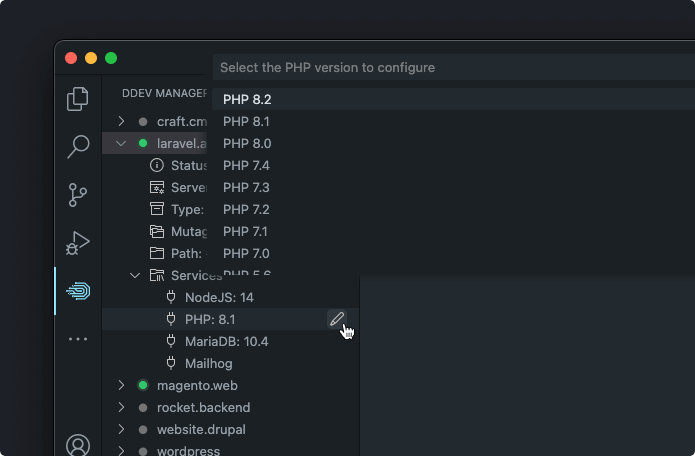 Select the PHP version to configure
DDEV MANAGER
PHP 8.2
craft.cm
PHP 8.1
laravel.a
PHP 8.0
Status
PHP 7.4
Server
PHP 7.3
Type:
PHP 7.2
Mutag
PHP 7.1
Path:
PHP 7.0
Services
PHP 5.6
NodeJS: 14
PHP: 8.1
MariaDB: 10.4
Mailhog
magento.web
rocket.backend
website.drupal
wordpress